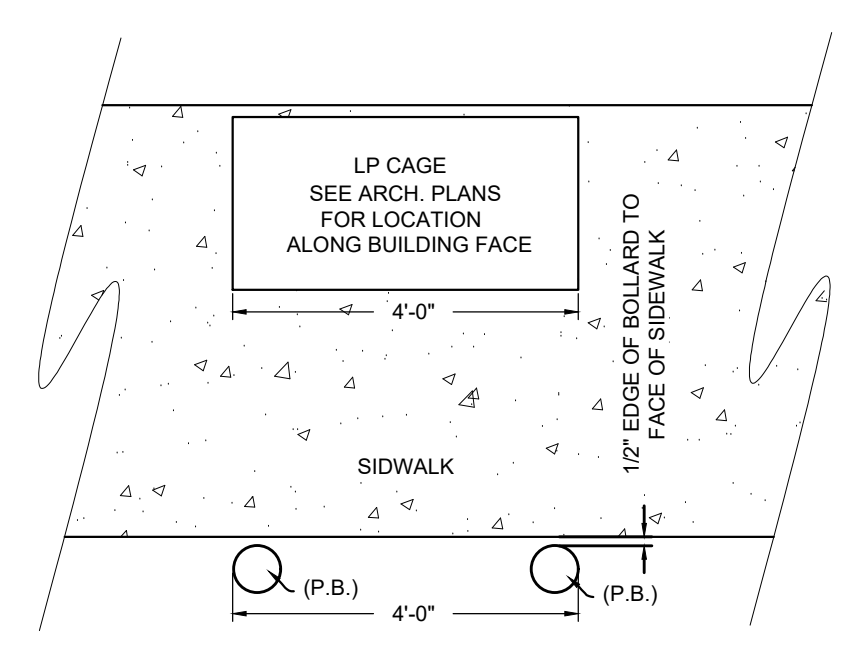 LP CAGE
SEE ARCH. PLANS
FOR LOCATION
ALONG BUILDING FACE
4'-0"
1/2" EDGE OF BOLLARD TO
FACE OF SIDEWALK
SIDWALK
(P.B.)
(P.B.)
4'-0"